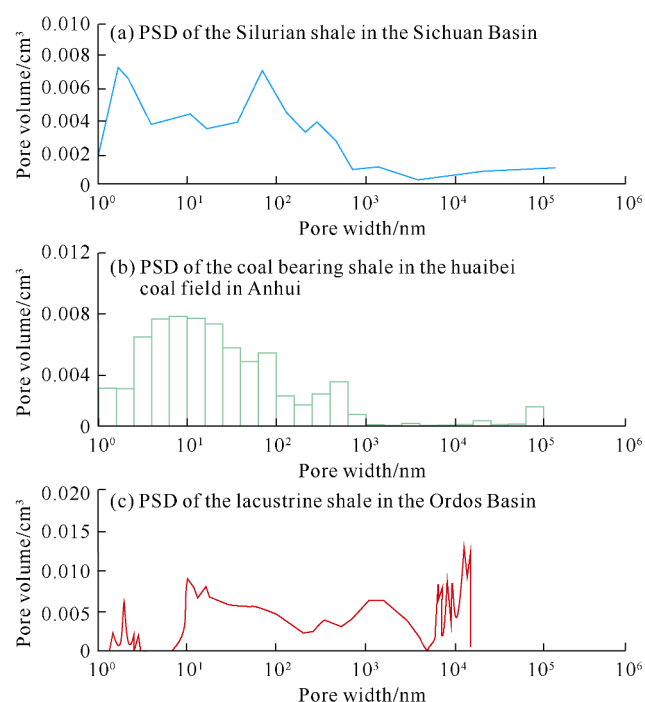 0.010
(a) PSD of the Silurian shale in the Sichuan Basin
0.008
0.006
0.004
0.002
0
Pore volume/cm³
10⁰ 10¹ 10² 10³ 10⁴ 10⁵ 10⁶
Pore width/nm
0.012
(b) PSD of the coal bearing shale in the huaibei
coal field in Anhui
0.008
0.004
0
Pore volume/cm³
10⁰ 10¹ 10² 10³ 10⁴ 10⁵ 10⁶
Pore width/nm
0.020
(c) PSD of the lacustrine shale in the Ordos Basin
0.015
0.010
0.005
0
Pore volume/cm³
10⁰ 10¹ 10² 10³ 10⁴ 10⁵ 10⁶
Pore width/nm